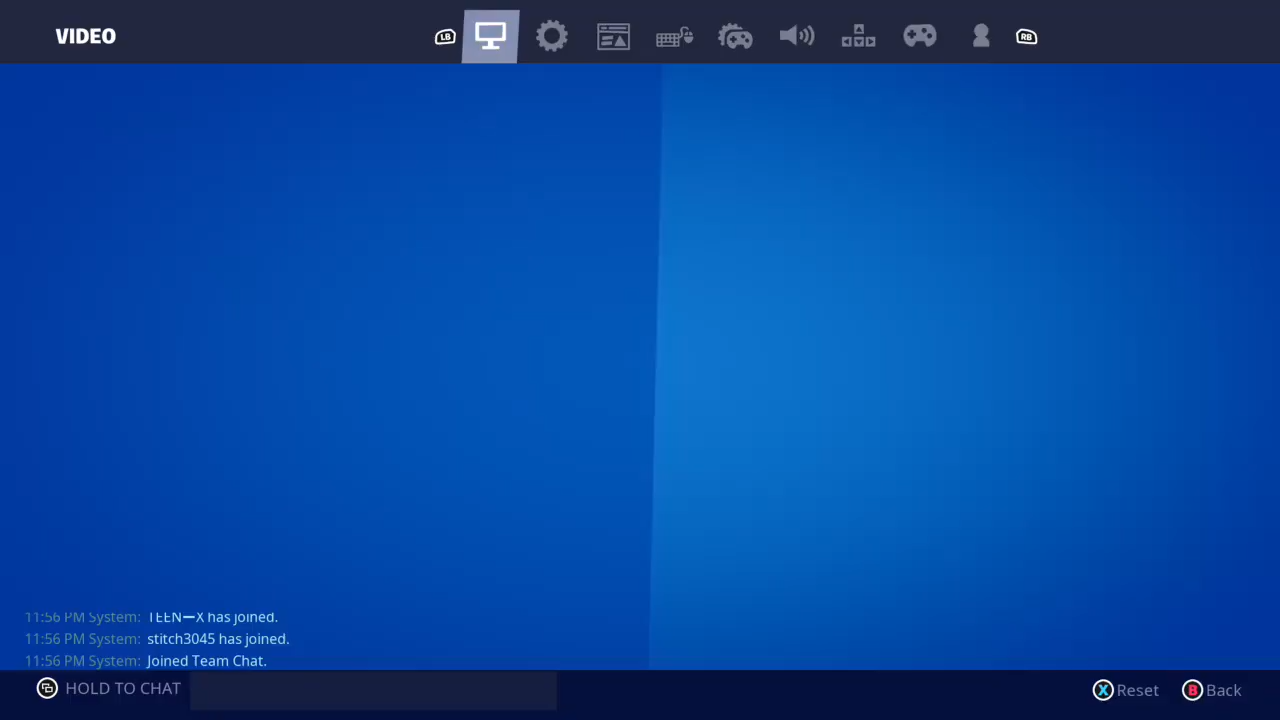 VIDEO
LB
RB
11:56 PM System: TEENーX has joined.
11:56 PM System: stitch3045 has joined.
11:56 PM System: Joined Team Chat.
HOLD TO CHAT
X Reset
B Back